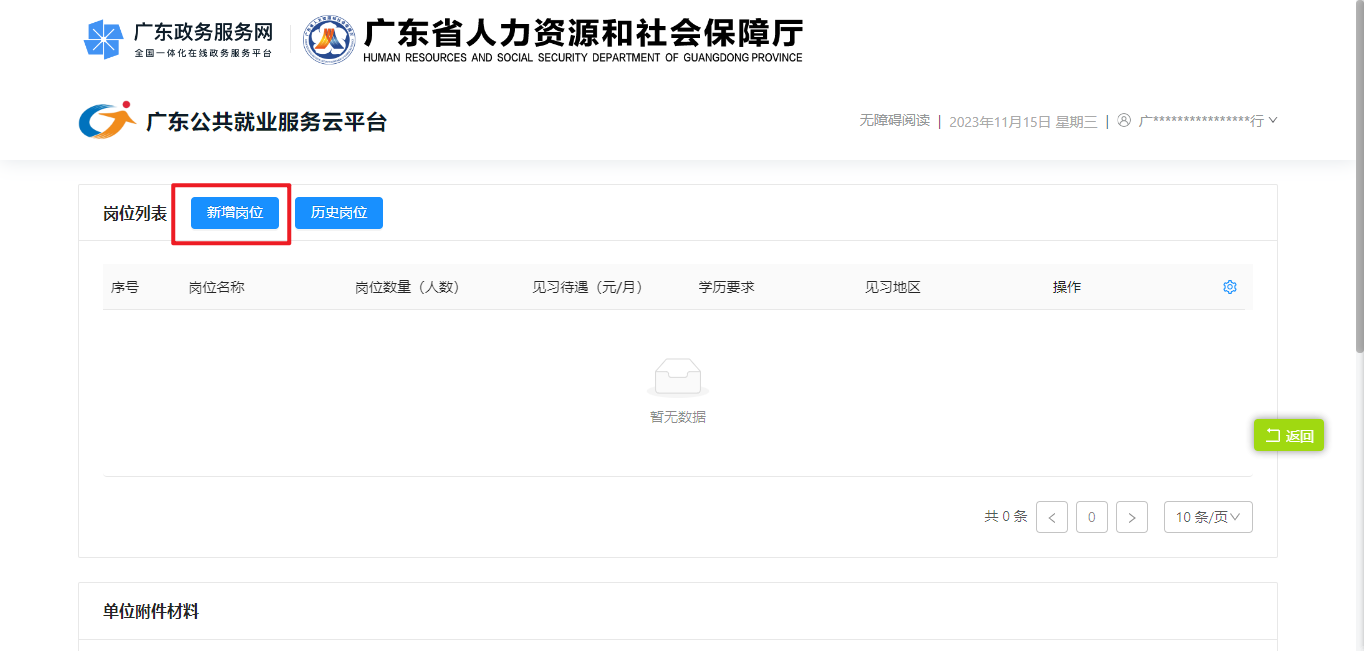 广东政务服务网
全国一体化在线政务服务平台
广东省人力资源和社会保障厅
HUMAN RESOURCES AND SOCIAL SECURITY DEPARTMENT OF GUANGDONG PROVINCE
广东公共就业服务云平台
无障碍阅读 | 2023年11月15日 星期三 | 广****************行
岗位列表 新增岗位 历史岗位
序号 岗位名称 岗位数量（人数） 见习待遇（元/月） 学历要求 见习地区 操作
暂无数据
返回
共 0 条 < 0 > 10 条/页
单位附件材料